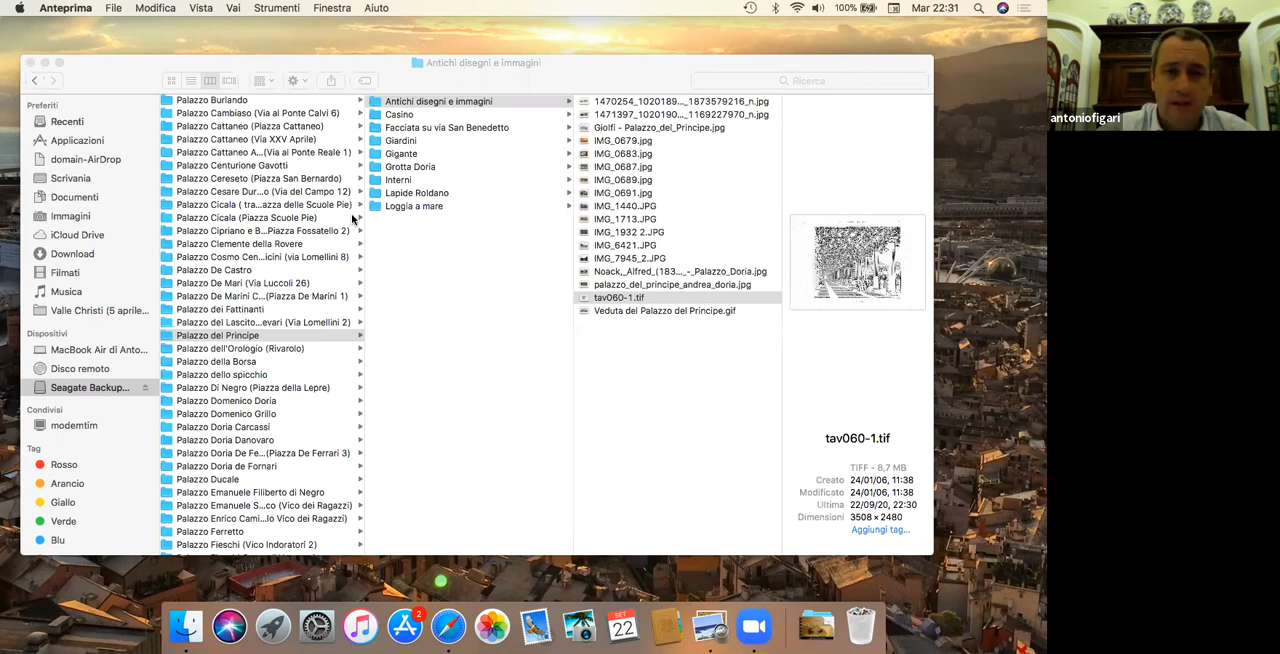 Anteprima File Modifica Vista Vai Strumenti Finestra Aiuto 100% Mar 22:31
antoniofigari
Antichi disegni e immagini
Ricerca
Preferiti
Recenti
Applicazioni
domain-AirDrop
Scrivania
Documenti
Immagini
iCloud Drive
Download
Filmati
Musica
Valle Christi (5 aprile...
Dispositivi
MacBook Air di Anto...
Disco remoto
Seagate Backup...
Condivisi
modemtim
Tag
Rosso
Arancio
Giallo
Verde
Blu
Palazzo Burlando
Palazzo Cambiaso (Via al Ponte Calvi 6)
Palazzo Cattaneo (Piazza Cattaneo)
Palazzo Cattaneo (Via XXV Aprile)
Palazzo Cattaneo A...(Via al Ponte Reale 1)
Palazzo Centurione Gavotti
Palazzo Cereseto (Piazza San Bernardo)
Palazzo Cesare Dur...o (Via del Campo 12)
Palazzo Cicala ( tra...azza delle Scuole Pie)
Palazzo Cicala (Piazza Scuole Pie)
Palazzo Cipriano e B...Piazza Fossatello 2)
Palazzo Clemente della Rovere
Palazzo Cosmo Cen...icini (via Lomellini 8)
Palazzo De Castro
Palazzo De Mari (Via Luccoli 26)
Palazzo De Marini C...(Piazza De Marini 1)
Palazzo dei Fattinanti
Palazzo del Lascito...evari (Via Lomellini 2)
Palazzo del Principe
Palazzo dell'Orologio (Rivarolo)
Palazzo della Borsa
Palazzo dello spicchio
Palazzo Di Negro (Piazza della Lepre)
Palazzo Domenico Doria
Palazzo Domenico Grillo
Palazzo Doria Carcassi
Palazzo Doria Danovaro
Palazzo Doria De Fe...(Piazza De Ferrari 3)
Palazzo Doria de Fornari
Palazzo Ducale
Palazzo Emanuele Filiberto di Negro
Palazzo Emanuele S...co (Vico dei Ragazzi)
Palazzo Enrico Cami...lo Vico dei Ragazzi)
Palazzo Ferretto
Palazzo Fieschi (Vico Indoratori 2)
Antichi disegni e immagini
Casino
Facciata su via San Benedetto
Giardini
Gigante
Grotta Doria
Interni
Lapide Roldano
Loggia a mare
1470254_1020189..._1873579216_n.jpg
1471397_1020190..._1169227970_n.jpg
Giolfi - Palazzo_del_Principe.jpg
IMG_0679.jpg
IMG_0683.jpg
IMG_0687.jpg
IMG_0689.jpg
IMG_0691.jpg
IMG_1440.JPG
IMG_1713.JPG
IMG_1932 2.JPG
IMG_6421.JPG
IMG_7945_2.JPG
Noack,_Alfred_(183..._-_Palazzo_Doria.jpg
palazzo_del_principe_andrea_doria.jpg
tav060-1.tif
Veduta del Palazzo del Principe.gif
tav060-1.tif
TIFF - 8,7 MB
Creato 24/01/06, 11:38
Modificato 24/01/06, 11:38
Ultima 22/09/20, 22:30
Dimensioni 3508 × 2480
Aggiungi tag...
2
SET
22